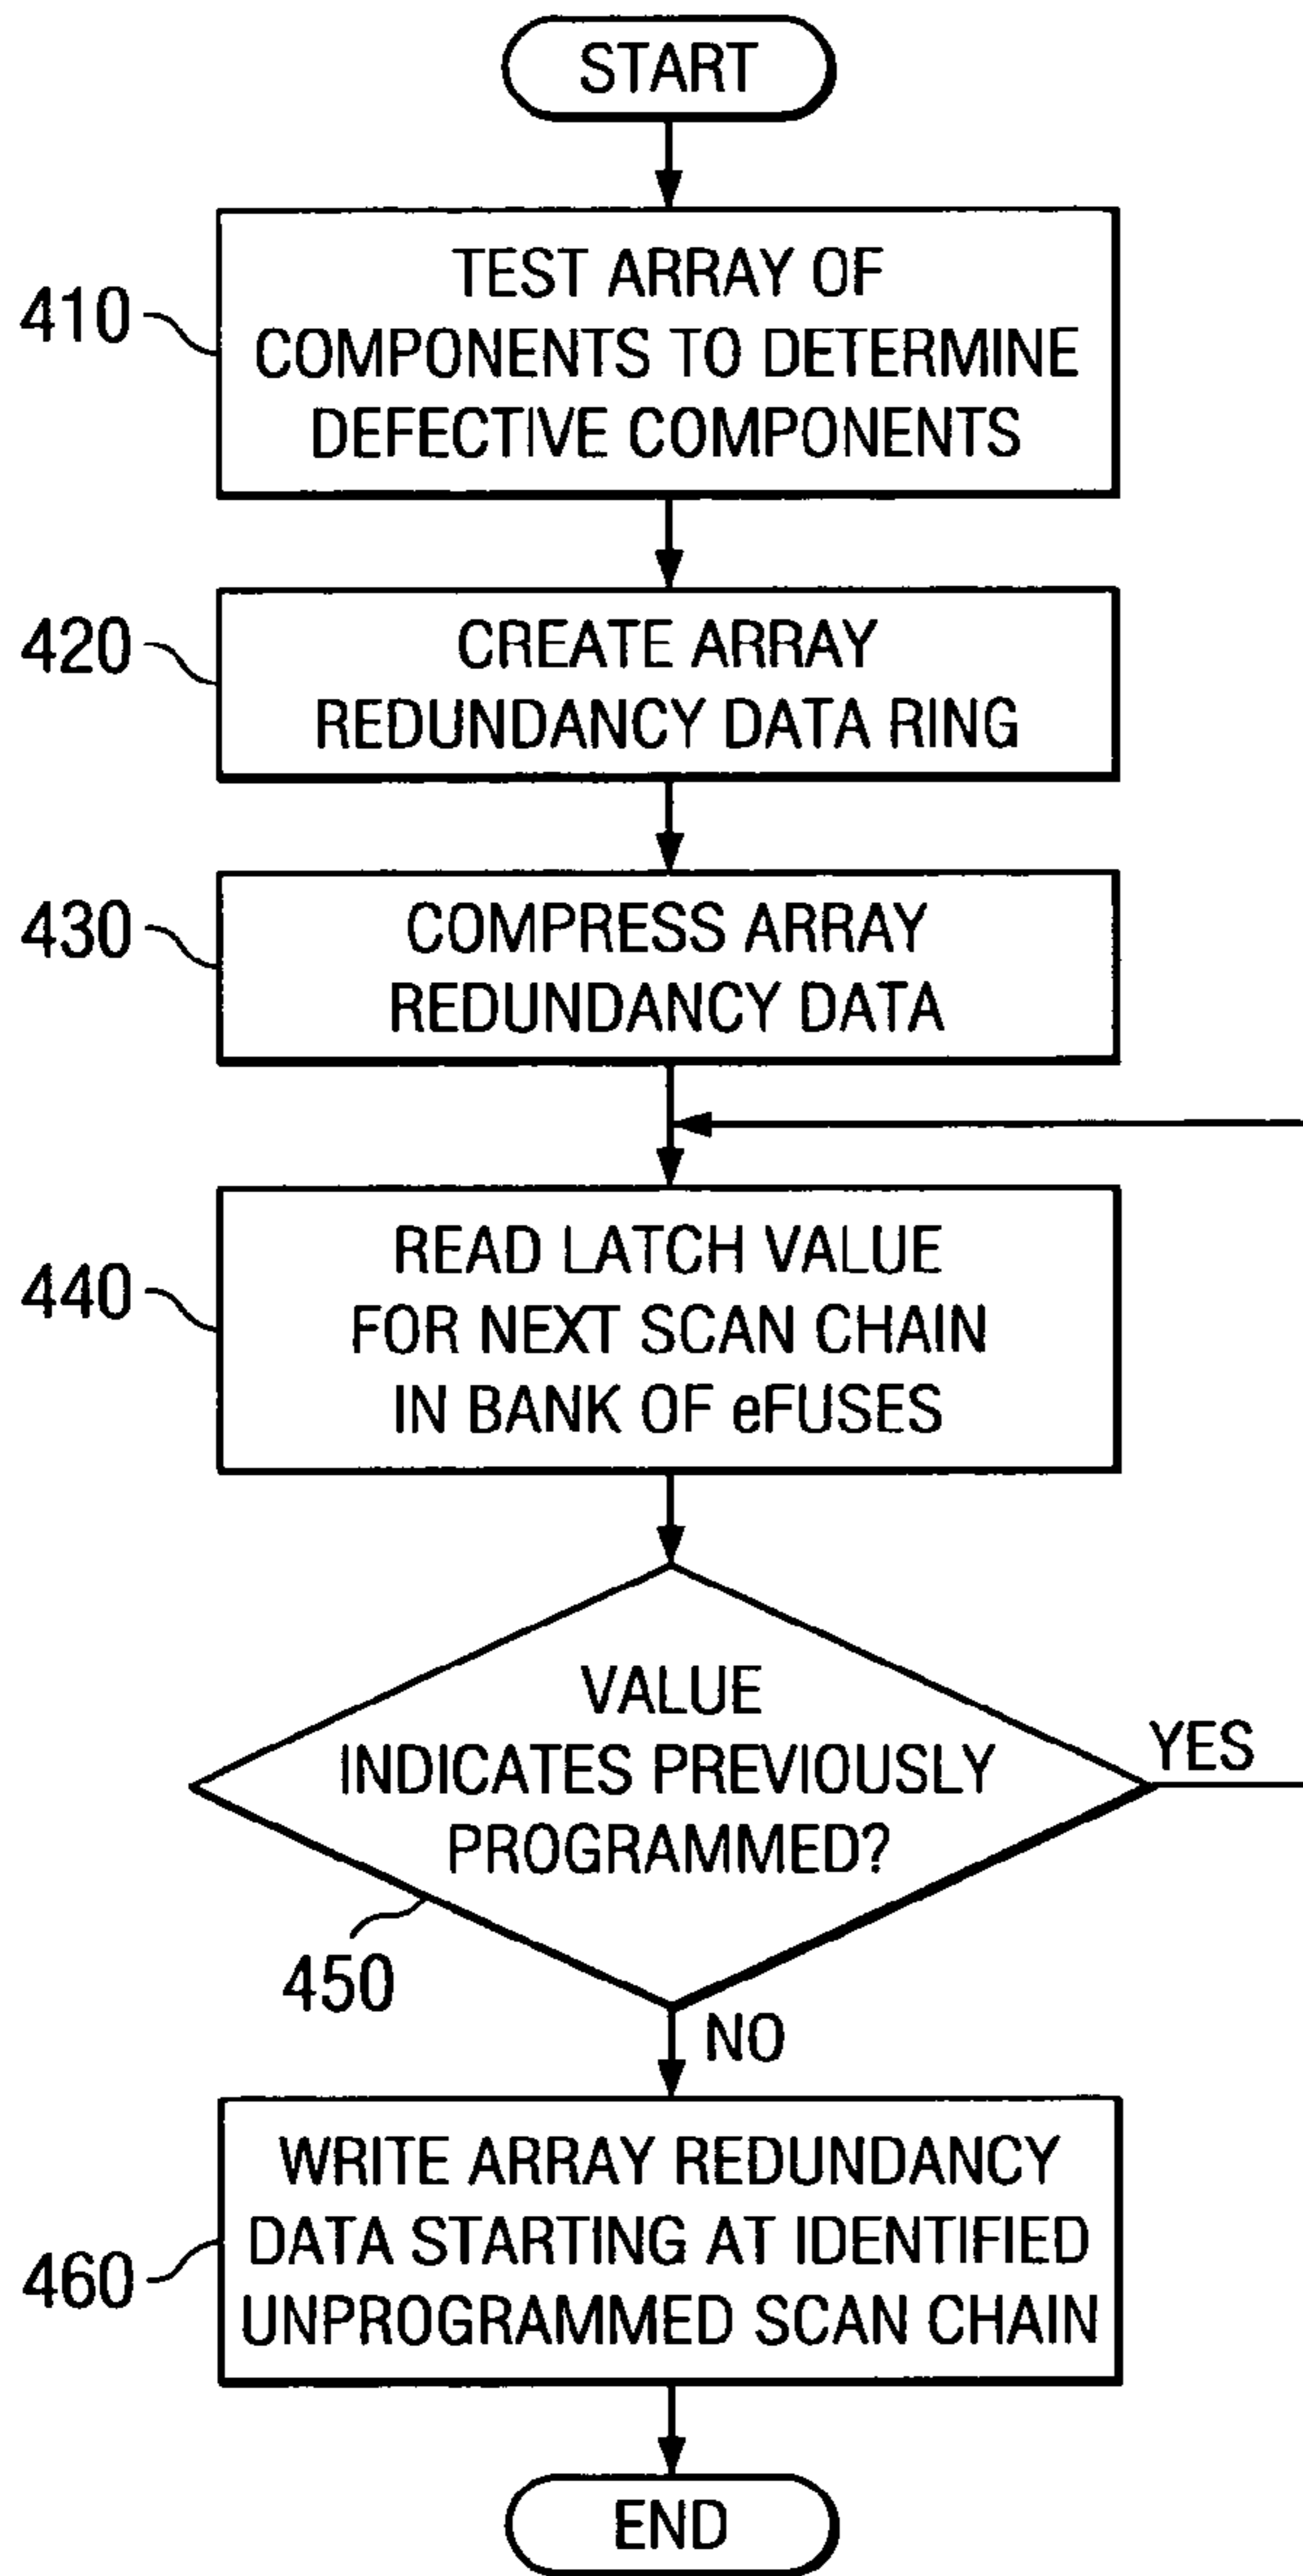 START
410
TEST ARRAY OF
COMPONENTS TO DETERMINE
DEFECTIVE COMPONENTS
420
CREATE ARRAY
REDUNDANCY DATA RING
430
COMPRESS ARRAY
REDUNDANCY DATA
440
READ LATCH VALUE
FOR NEXT SCAN CHAIN
IN BANK OF eFUSES
VALUE
INDICATES PREVIOUSLY
PROGRAMMED?
YES
450
NO
460
WRITE ARRAY REDUNDANCY
DATA STARTING AT IDENTIFIED
UNPROGRAMMED SCAN CHAIN
END